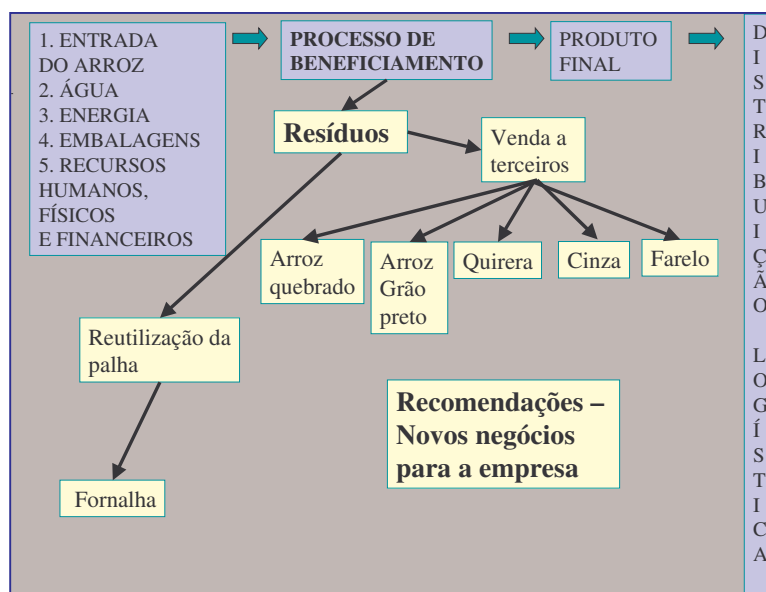 1. ENTRADA
DO ARROZ
2. ÁGUA
3. ENERGIA
4. EMBALAGENS
5. RECURSOS
HUMANOS,
FÍSICOS
E FINANCEIROS
PROCESSO DE
BENEFICIAMENTO
PRODUTO
FINAL
D
I
S
T
R
I
B
U
I
Ç
Ã
O
L
O
G
Í
S
T
I
C
A
Resíduos
Venda a
terceiros
Arroz
quebrado
Arroz
Grão
preto
Quirera
Cinza
Farelo
Reutilização da
palha
Fornalha
Recomendações –
Novos negócios
para a empresa